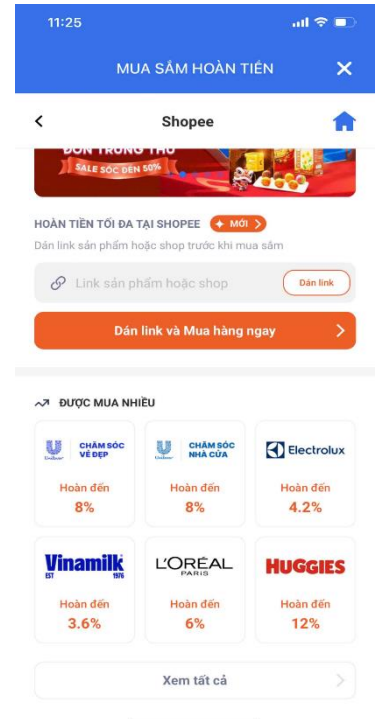 11:25
MUA SẮM HOÀN TIỀN
Shopee
ĐÓN TRUNG THU
SALE SỐC ĐẾN 50%
HOÀN TIỀN TỐI ĐA TẠI SHOPEE MỚI
Dán link sản phẩm hoặc shop trước khi mua sắm
Link sản phẩm hoặc shop Dán link
Dán link và Mua hàng ngay
ĐƯỢC MUA NHIỀU
Unilever CHĂM SÓC VẺ ĐẸP
Hoàn đến
8%
Unilever CHĂM SÓC NHÀ CỬA
Hoàn đến
8%
Electrolux
Hoàn đến
4.2%
Vinamilk
EST 1976
Hoàn đến
3.6%
L'ORÉAL
PARIS
Hoàn đến
6%
HUGGIES
Hoàn đến
12%
Xem tất cả